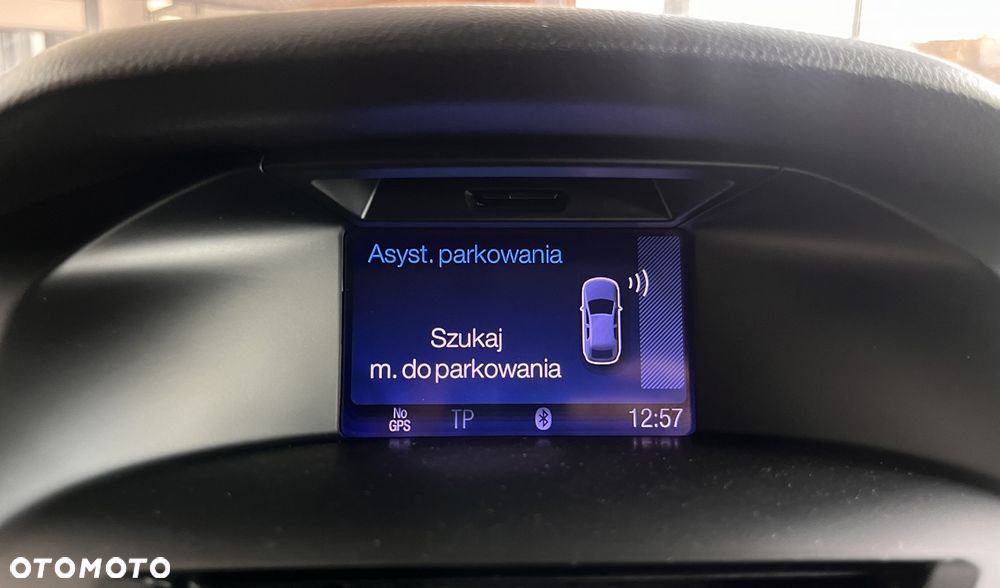 Asyst. parkowania
Szukaj
m. do parkowania
No
GPS
TP
12:57
OTOMOTO